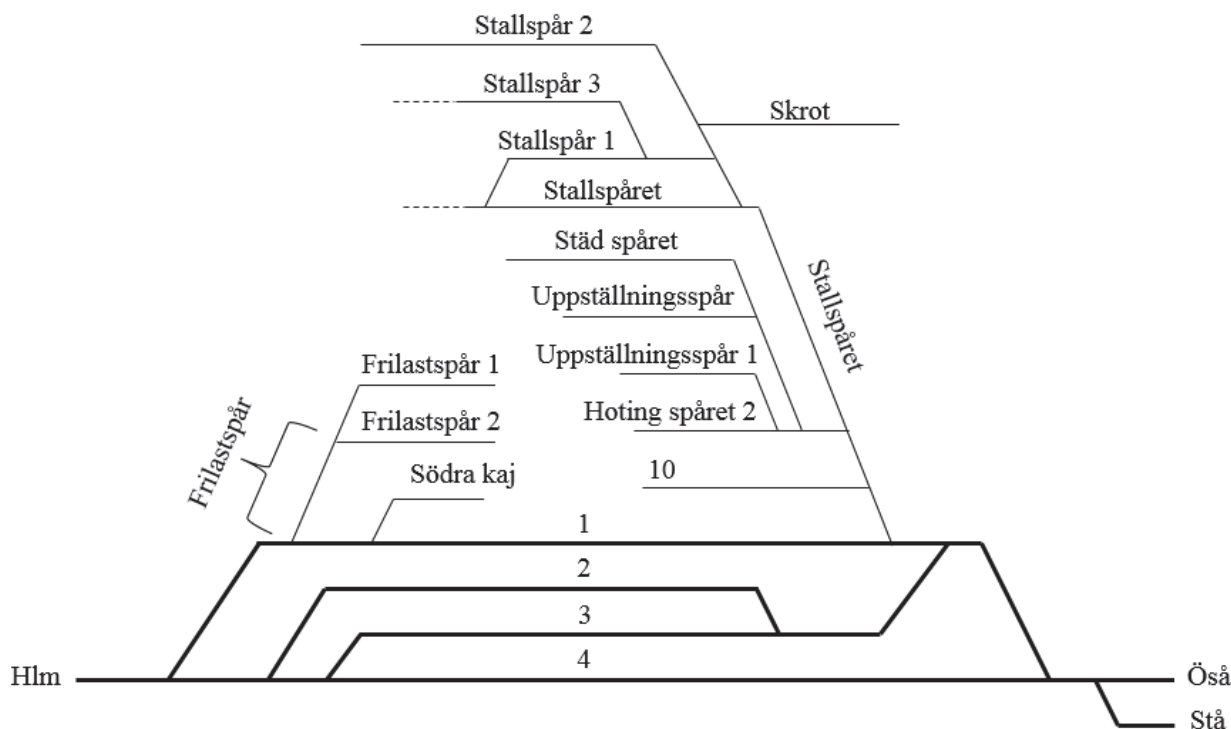 Stallspår 2
Stallspår 3
Skrot
Stallspår 1
Stallspåret
Städ spåret
Stallspåret
Uppställningsspår
Uppställningsspår 1
Frilastspår 1
Hoting spåret 2
Frilastspår 2
Frilastspår
Södra kaj
10
1
2
3
4
Hlm
Öså
Stå